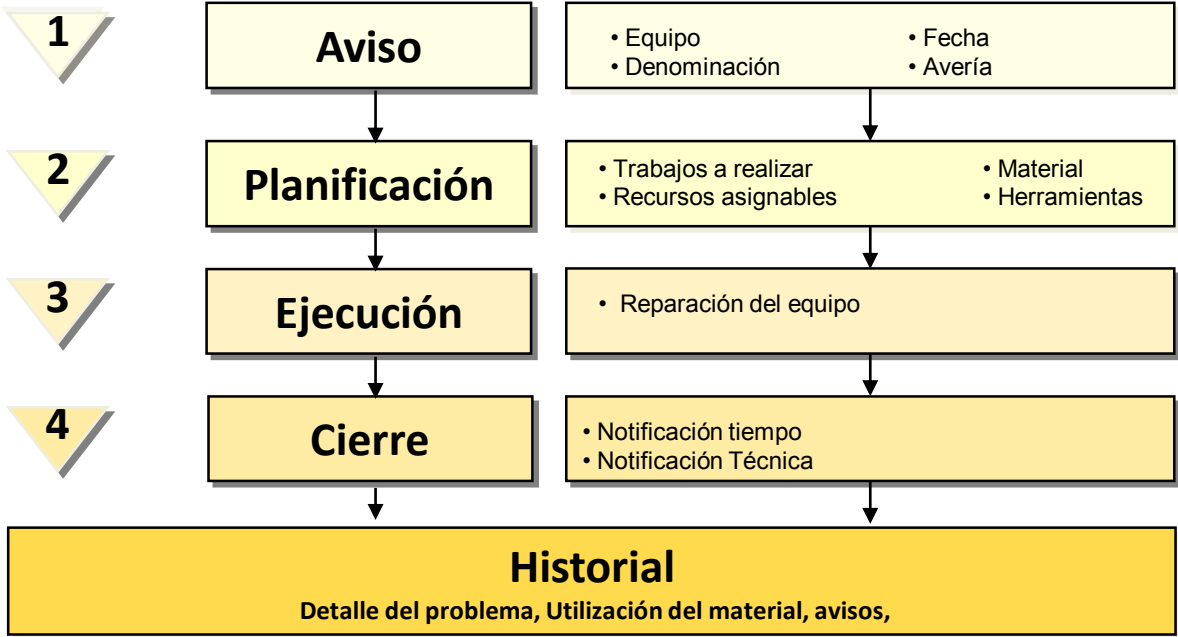 1
Aviso
• Equipo
• Denominación
• Fecha
• Avería
2
Planificación
• Trabajos a realizar
• Recursos asignables
• Material
• Herramientas
3
Ejecución
• Reparación del equipo
4
Cierre
• Notificación tiempo
• Notificación Técnica
Historial
Detalle del problema, Utilización del material, avisos,